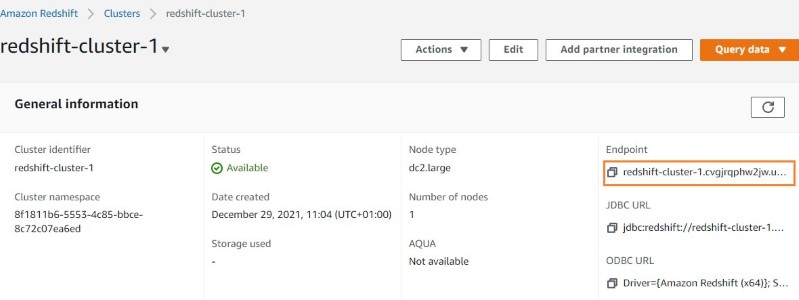 Amazon Redshift > Clusters > redshift-cluster-1
redshift-cluster-1
Actions
Edit
Add partner integration
Query data
General information
Cluster identifier
redshift-cluster-1
Cluster namespace
8f1811b6-5553-4c85-bbce-
8c72c07ea6ed
Status
Available
Date created
December 29, 2021, 11:04 (UTC+01:00)
Storage used
-
Node type
dc2.large
Number of nodes
1
AQUA
Not available
Endpoint
redshift-cluster-1.cvgjrqphw2jw.u...
JDBC URL
jdbc:redshift://redshift-cluster-1....
ODBC URL
Driver={Amazon Redshift (x64)}; S...